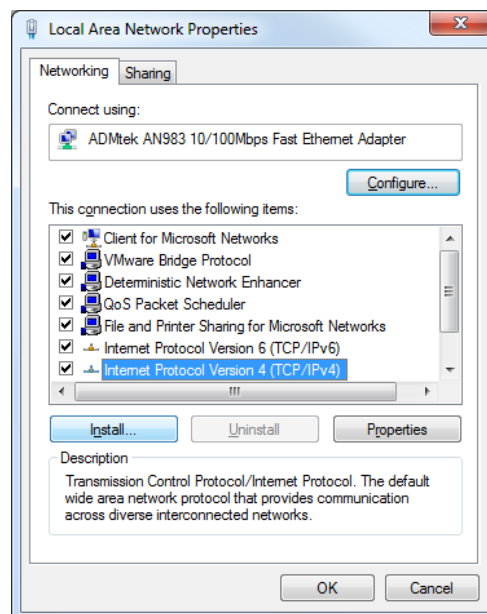 Local Area Network Properties
Networking
Sharing
Connect using:
ADMtek AN983 10/100Mbps Fast Ethernet Adapter
Configure...
This connection uses the following items:
Client for Microsoft Networks
VMware Bridge Protocol
Deterministic Network Enhancer
QoS Packet Scheduler
File and Printer Sharing for Microsoft Networks
Internet Protocol Version 6 (TCP/IPv6)
Internet Protocol Version 4 (TCP/IPv4)
Install...
Uninstall
Properties
Description
Transmission Control Protocol/Internet Protocol. The default
wide area network protocol that provides communication
across diverse interconnected networks.
OK
Cancel